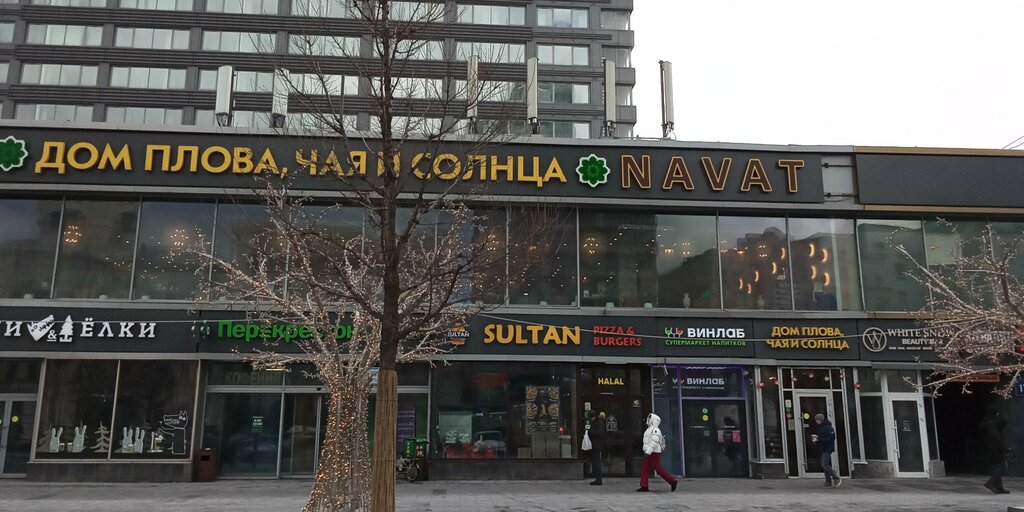 ДОМ ПЛОВА, ЧАЯ И СОЛНЦА NAVAT
ЁЛКИ
SULTAN PIZZA &
BURGERS
ВИНЛАБ
СУПЕРМАРКЕТ НАПИТКОВ
ДОМ ПЛОВА,
ЧАЯ И СОЛНЦА
WHITE SNOW
BEAUTY
HALAL
ВИНЛАБ